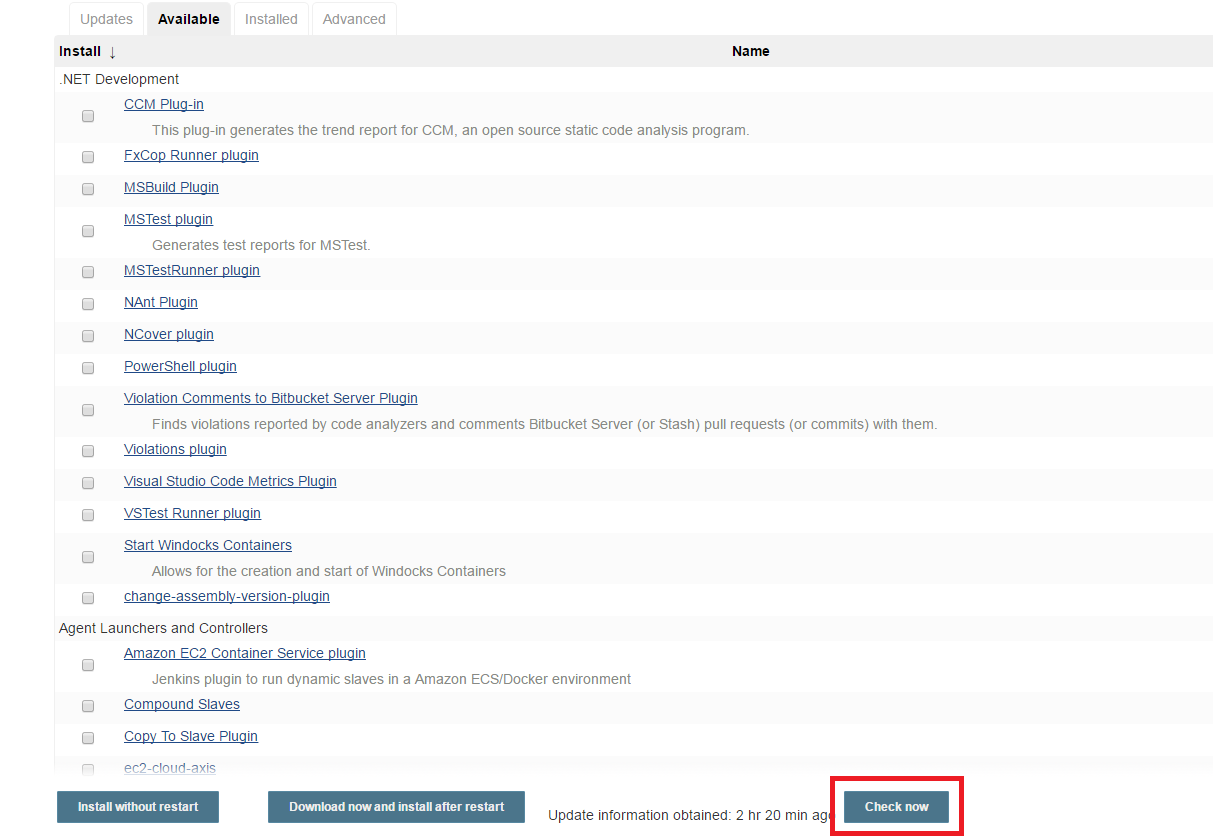 Updates Available Installed Advanced
Install ↓ Name
.NET Development
CCM Plug-in
This plug-in generates the trend report for CCM, an open source static code analysis program.
FxCop Runner plugin
MSBuild Plugin
MSTest plugin
Generates test reports for MSTest.
MSTestRunner plugin
NAnt Plugin
NCover plugin
PowerShell plugin
Violation Comments to Bitbucket Server Plugin
Finds violations reported by code analyzers and comments Bitbucket Server (or Stash) pull requests (or commits) with them.
Violations plugin
Visual Studio Code Metrics Plugin
VSTest Runner plugin
Start Windocks Containers
Allows for the creation and start of Windocks Containers
change-assembly-version-plugin
Agent Launchers and Controllers
Amazon EC2 Container Service plugin
Jenkins plugin to run dynamic slaves in a Amazon ECS/Docker environment
Compound Slaves
Copy To Slave Plugin
ec2-cloud-axis
Install without restart Download now and install after restart Update information obtained: 2 hr 20 min ago Check now